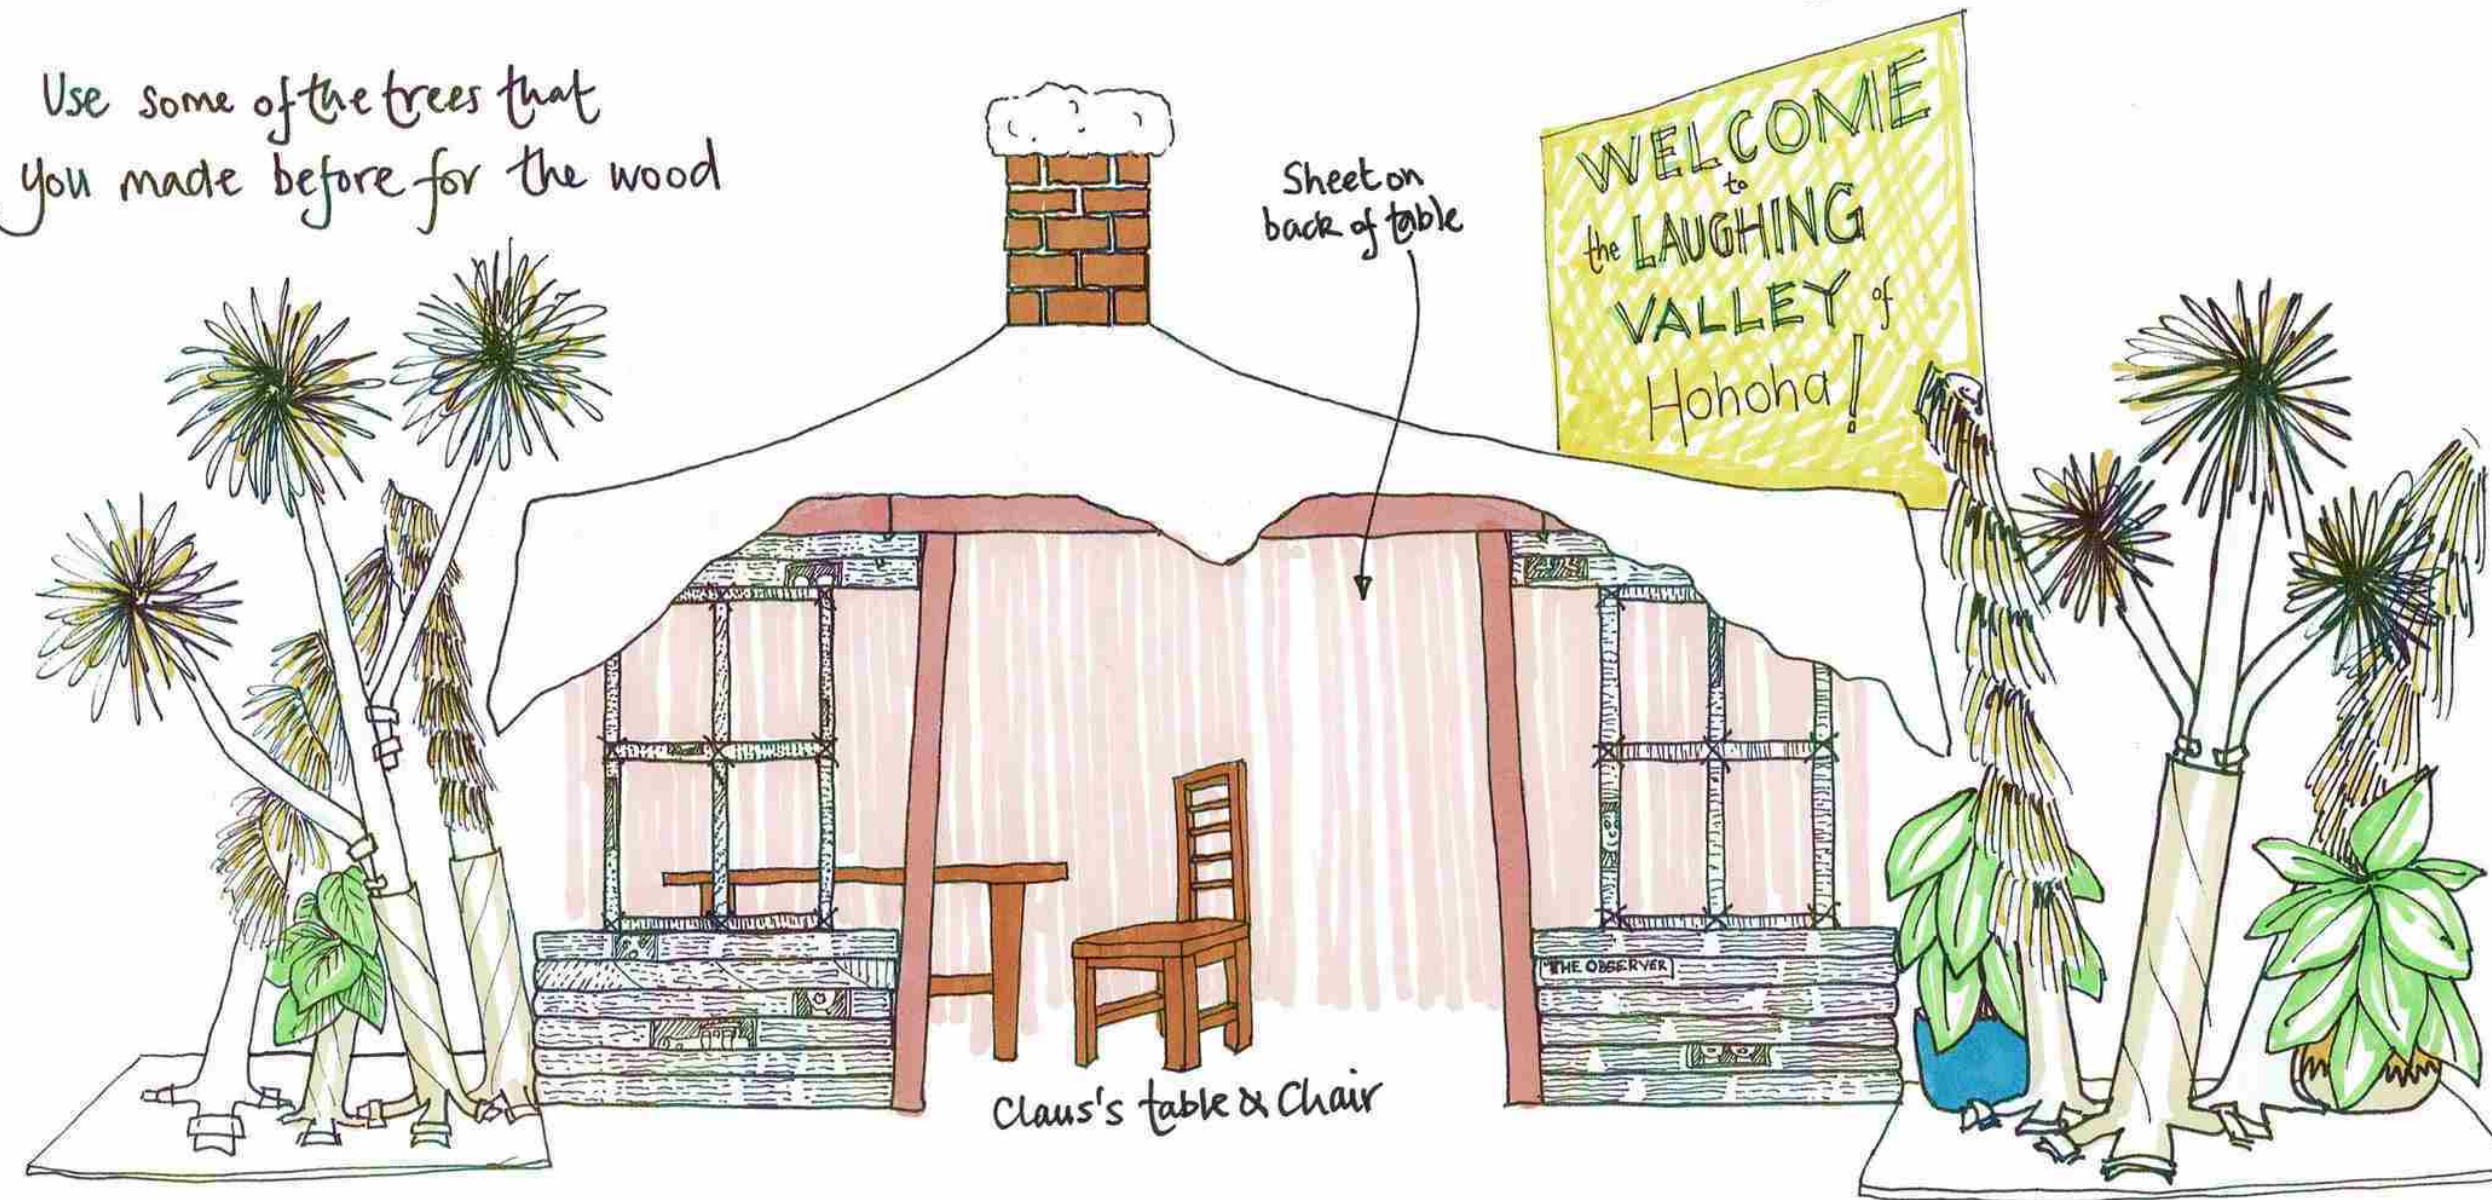 Use some of the trees that
you made before for the wood
Sheet on
back of table
WELCOME
to
the LAUGHING
VALLEY of
Hohoha!
THE OBSERVER
Claus's table & Chair